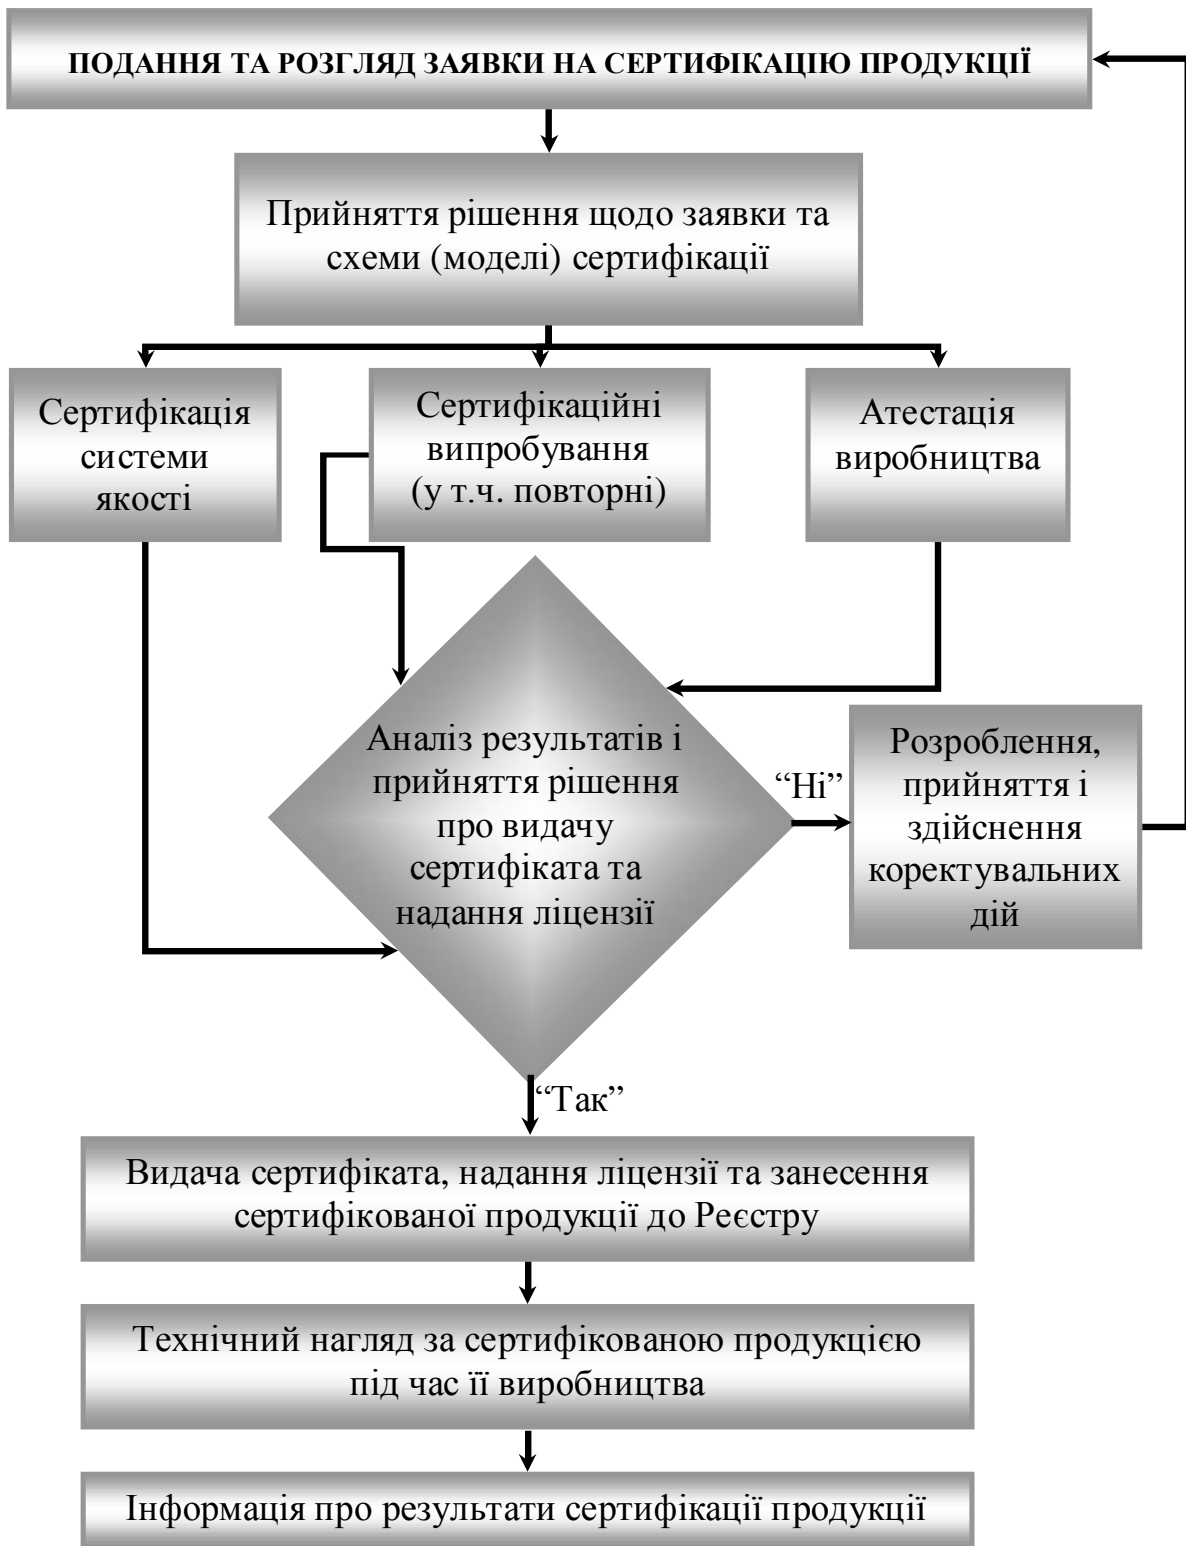 ПОДАННЯ ТА РОЗГЛЯД ЗАЯВКИ НА СЕРТИФІКАЦІЮ ПРОДУКЦІЇ
Прийняття рішення щодо заявки та
схеми (моделі) сертифікації
Сертифікація
системи
якості
Сертифікаційні
випробування
(у т.ч. повторні)
Атестація
виробництва
Аналіз результатів і
прийняття рішення
про видачу
сертифіката та
надання ліцензії
“Ні”
Розроблення,
прийняття і
здійснення
коректувальних
дій
“Так”
Видача сертифіката, надання ліцензії та занесення
сертифікованої продукції до Реєстру
Технічний нагляд за сертифікованою продукцією
під час її виробництва
Інформація про результати сертифікації продукції